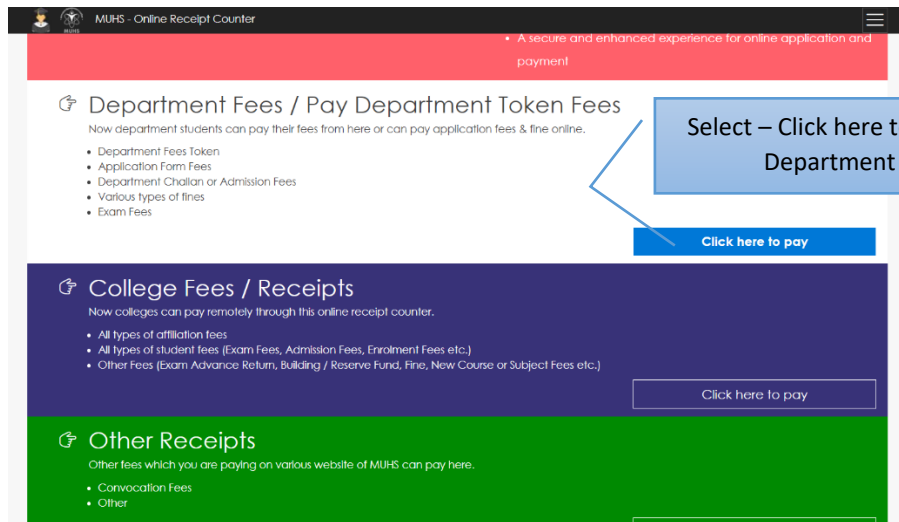 MUHS - Online Receipt Counter
MUHS
• A secure and enhanced experience for online application and
payment
Department Fees / Pay Department Token Fees
Now department students can pay their fees from here or can pay application fees & fine online.
• Department Fees Token
• Application Form Fees
• Department Challan or Admission Fees
• Various types of fines
• Exam Fees
Select – Click here t
Department
Click here to pay
College Fees / Receipts
Now colleges can pay remotely through this online receipt counter.
• All types of affiliation fees
• All types of student fees (Exam Fees, Admission Fees, Enrolment Fees etc.)
• Other Fees (Exam Advance Return, Building / Reserve Fund, Fine, New Course or Subject Fees etc.)
Click here to pay
Other Receipts
Other fees which you are paying on various website of MUHS can pay here.
• Convocation Fees
• Other